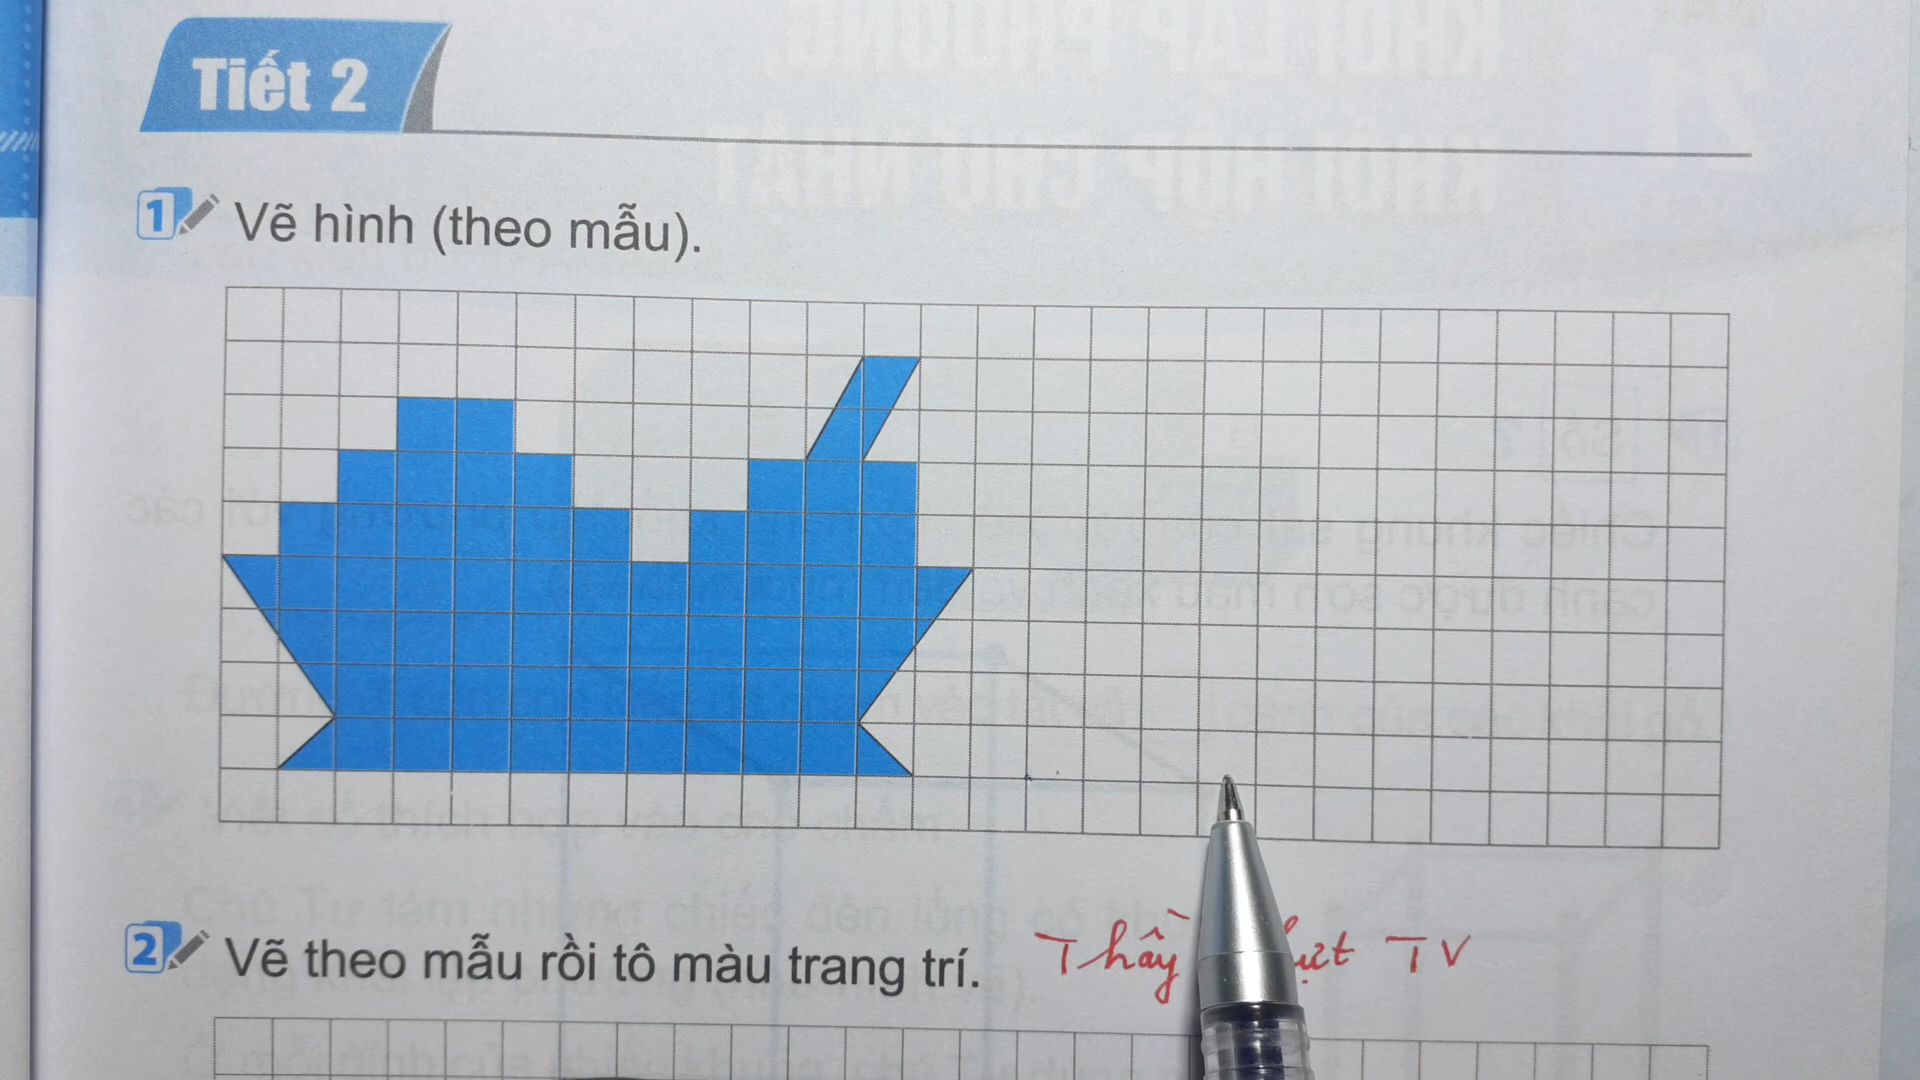 Tiết 2
1 Vẽ hình (theo mẫu).
2 Vẽ theo mẫu rồi tô màu trang trí.
Thầy TV